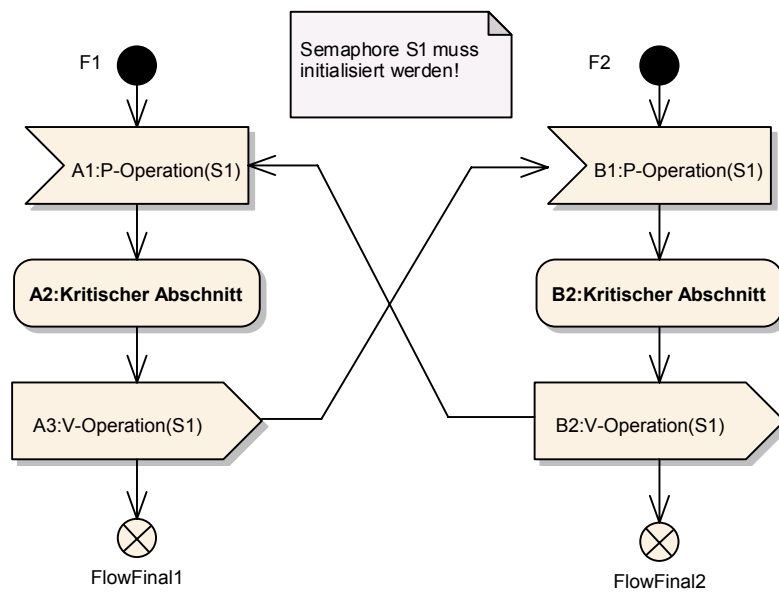 F1
Semaphore S1 muss
initialisiert werden!
F2
A1:P-Operation(S1)
B1:P-Operation(S1)
A2:Kritischer Abschnitt
B2:Kritischer Abschnitt
A3:V-Operation(S1)
B2:V-Operation(S1)
FlowFinal1
FlowFinal2